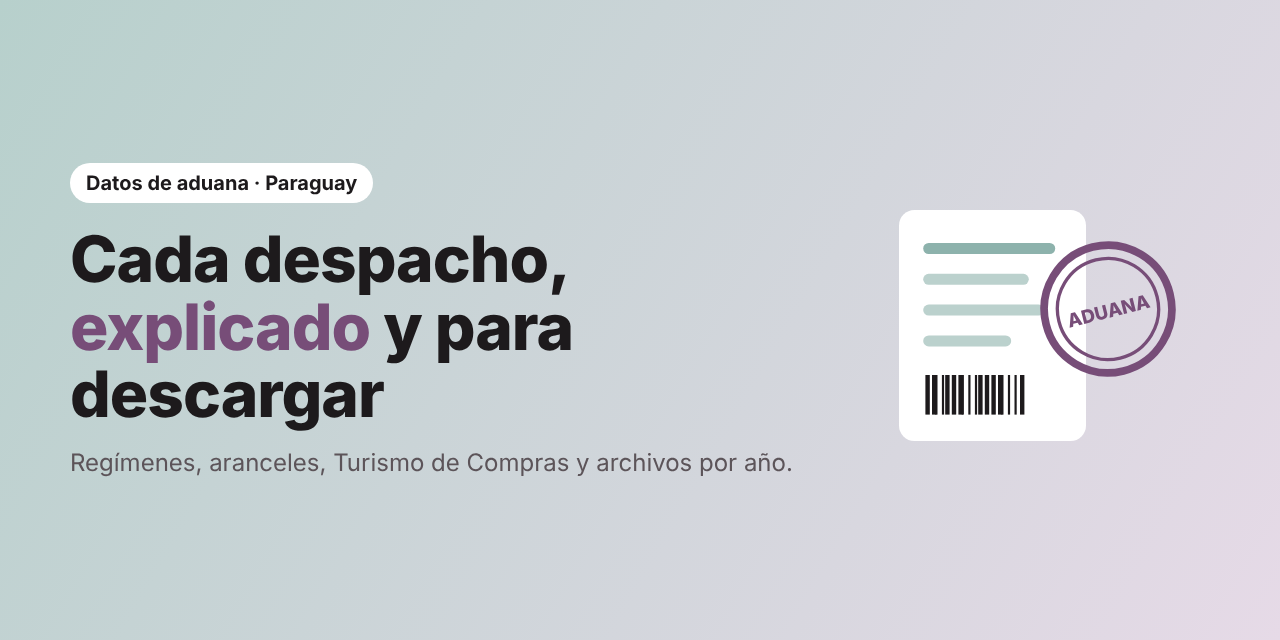 Datos de aduana · Paraguay
Cada despacho,
explicado y para
descargar
Regímenes, aranceles, Turismo de Compras y archivos por año.
ADUANA